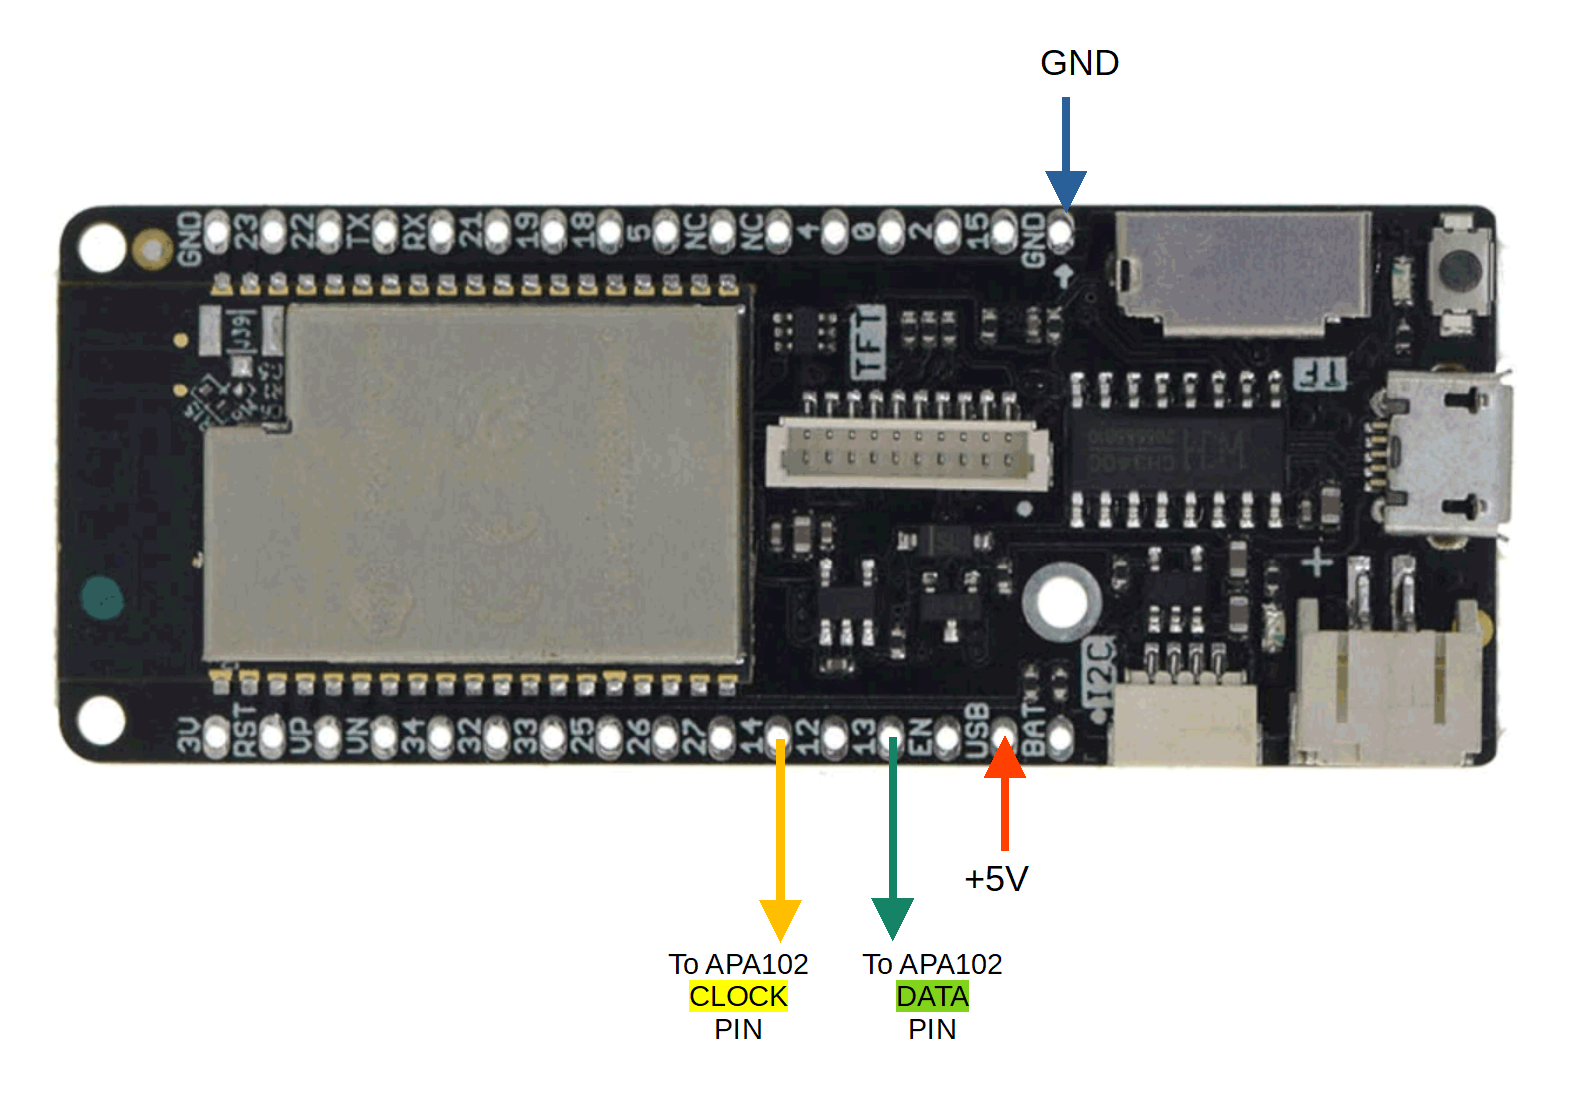 GND
GND 23 22 TX RX 21 19 18 5 NC NC 4 0 2 15 GND
TFT
TF
CH340C
+
I2C
3V RST VP VN 34 32 33 25 26 27 14 12 13 EN USB BAT
+5V
To APA102
CLOCK
PIN
To APA102
DATA
PIN